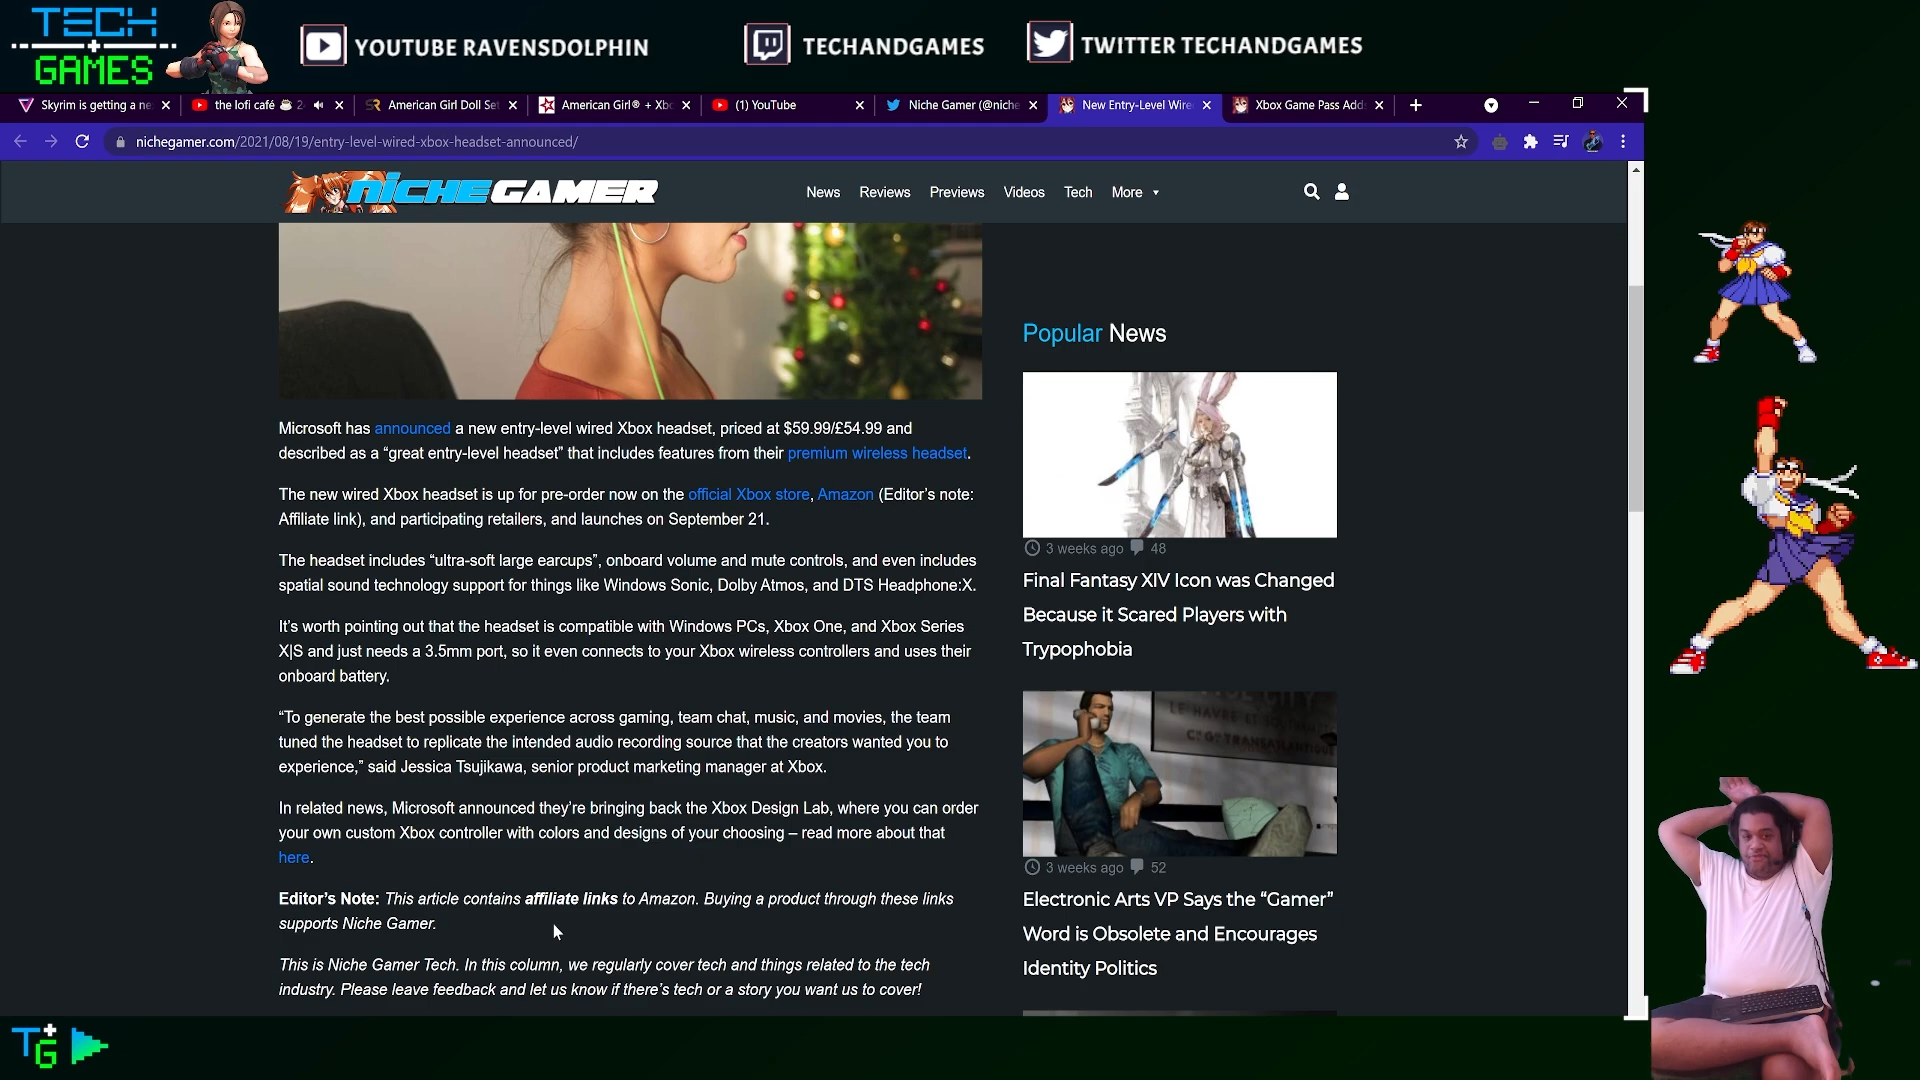 TECH
GAMES
YOUTUBE RAVENSDOLPHIN
TECHANDGAMES
TWITTER TECHANDGAMES
Skyrim is getting a ne
the lofi café
American Girl Doll Set
American Girl® + Xbc
(1) YouTube
Niche Gamer (@niche
New Entry-Level Wire
Xbox Game Pass Adds
nichegamer.com/2021/08/19/entry-level-wired-xbox-headset-announced/
NICHEGAMER
News
Reviews
Previews
Videos
Tech
More
Microsoft has announced a new entry-level wired Xbox headset, priced at $59.99/£54.99 and
described as a “great entry-level headset” that includes features from their premium wireless headset.
The new wired Xbox headset is up for pre-order now on the official Xbox store, Amazon (Editor’s note:
Affiliate link), and participating retailers, and launches on September 21.
The headset includes “ultra-soft large earcups”, onboard volume and mute controls, and even includes
spatial sound technology support for things like Windows Sonic, Dolby Atmos, and DTS Headphone:X.
It’s worth pointing out that the headset is compatible with Windows PCs, Xbox One, and Xbox Series
X|S and just needs a 3.5mm port, so it even connects to your Xbox wireless controllers and uses their
onboard battery.
“To generate the best possible experience across gaming, team chat, music, and movies, the team
tuned the headset to replicate the intended audio recording source that the creators wanted you to
experience,” said Jessica Tsujikawa, senior product marketing manager at Xbox.
In related news, Microsoft announced they’re bringing back the Xbox Design Lab, where you can order
your own custom Xbox controller with colors and designs of your choosing – read more about that
here.
Editor’s Note: This article contains affiliate links to Amazon. Buying a product through these links
supports Niche Gamer.
This is Niche Gamer Tech. In this column, we regularly cover tech and things related to the tech
industry. Please leave feedback and let us know if there’s tech or a story you want us to cover!
Popular News
3 weeks ago 48
Final Fantasy XIV Icon was Changed
Because it Scared Players with
Trypophobia
LE HAVRE
3 weeks ago 52
Electronic Arts VP Says the “Gamer”
Word is Obsolete and Encourages
Identity Politics
T+G